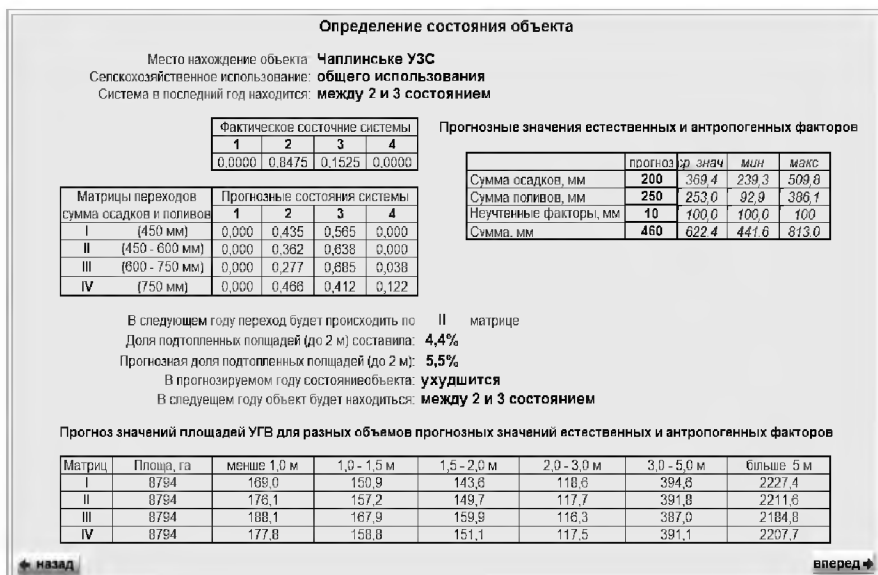 Определение состояния объекта
Место нахождение объекта: Чаплинське УЗС
Селскохозяйственное использование: общего использования
Система в последний год находится: между 2 и 3 состоянием
Фактическое состочние системы
1 2 3 4
0,0000 0,8475 0,1525 0,0000
Прогнозные значения естественных и антропогенных факторов
прогноз ср. знач мин макс
Сумма осадков, мм 200 369,4 239,3 509,8
Сумма поливов, мм 250 253,0 92,9 386,1
Неучтенные факторы, мм 10 100,0 100,0 100
Сумма. мм 460 622,4 441,6 813,0
Матрицы переходов Прогнозные состояния системы
сумма осадков и поливов 1 2 3 4
I (450 мм) 0,000 0,435 0,565 0,000
II (450 - 600 мм) 0,000 0,362 0,638 0,000
III (600 - 750 мм) 0,000 0,277 0,685 0,038
IV (750 мм) 0,000 0,466 0,412 0,122
В следующем году переход будет происходить по II матрице
Доля подтопленных попщадей (до 2 м) составила: 4,4%
Прогнозная доля подтопленных попщадей (до 2 м): 5,5%
В прогнозируемом году состояниеобъекта: ухудшится
В следуещем году объект будет находиться: между 2 и 3 состоянием
Прогноз значений площадей УГВ для разных объемов прогнозных значений естественных и антропогенных факторов
Матриц Площа, га менше 1,0 м 1,0 - 1,5 м 1,5 - 2,0 м 2,0 - 3,0 м 3,0 - 5,0 м більше 5 м
I 8794 169,0 150,9 143,6 118,6 394,6 2227,4
II 8794 176,1 157,2 149,7 117,7 391,8 2211,6
III 8794 188,1 167,9 159,9 116,3 387,0 2184,8
IV 8794 177,8 158,8 151,1 117,5 391,1 2207,7
назад вперед